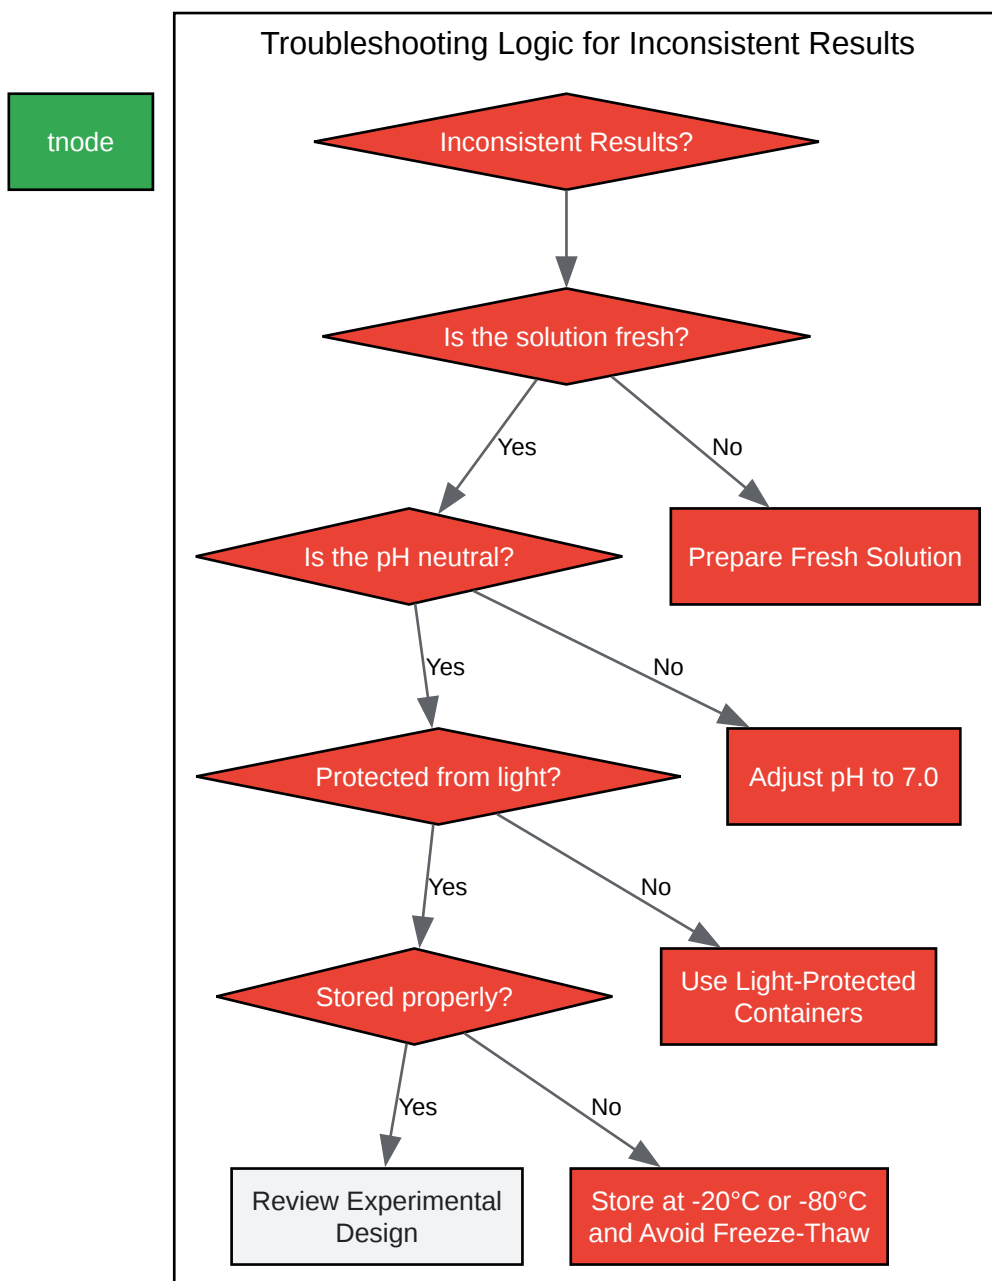 Troubleshooting Logic for Inconsistent Results
tnode
Inconsistent Results?
Is the solution fresh?
Yes
No
Is the pH neutral?
Prepare Fresh Solution
Yes
No
Protected from light?
Adjust pH to 7.0
Yes
No
Stored properly?
Use Light-Protected
Containers
Yes
No
Review Experimental
Design
Store at -20°C or -80°C
and Avoid Freeze-Thaw